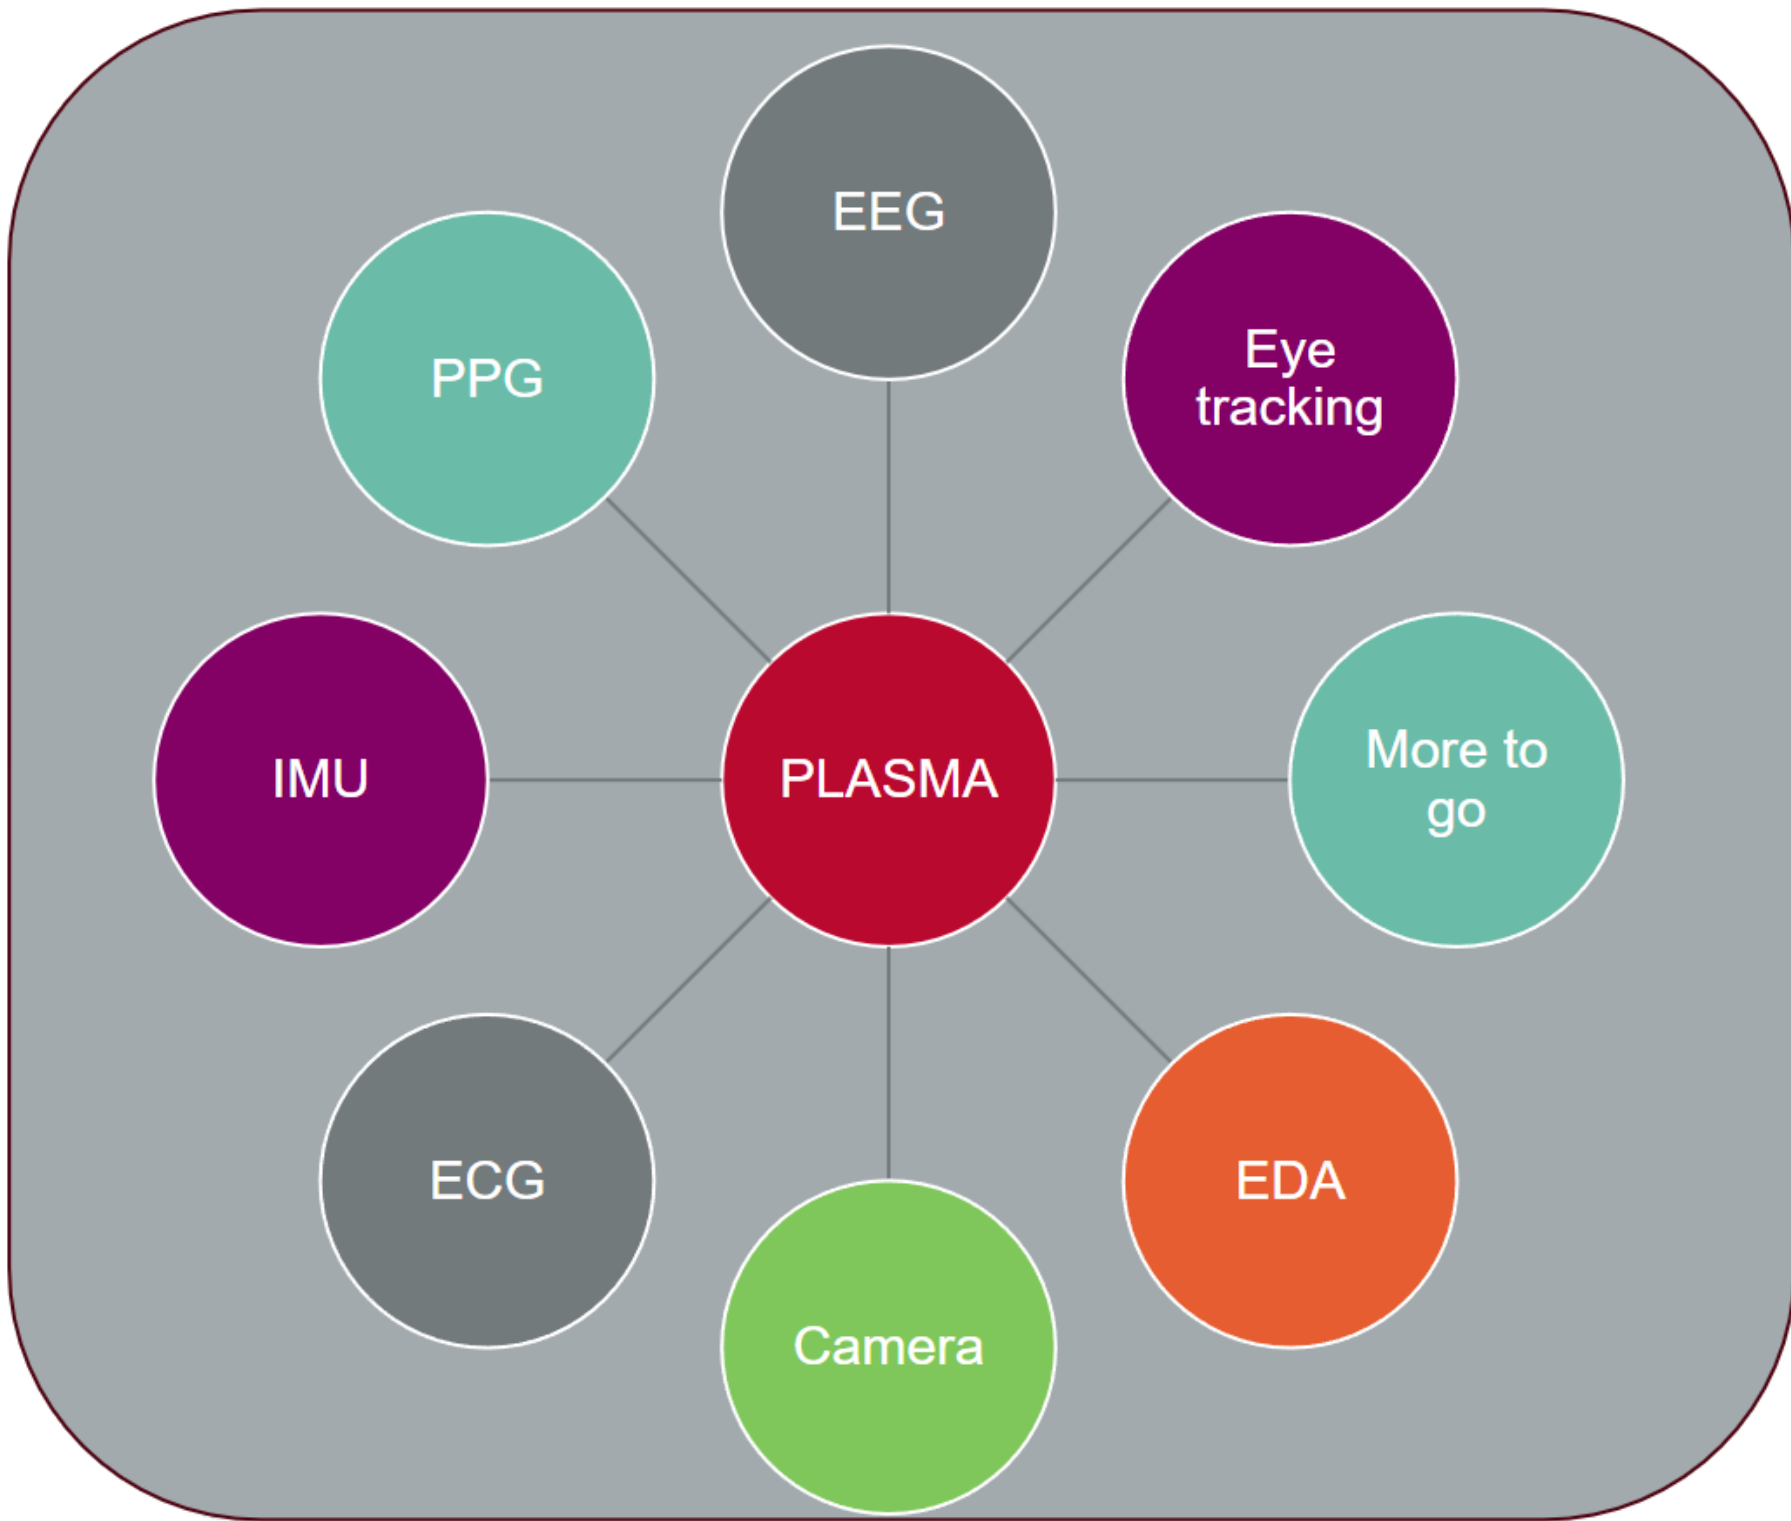 EEG
PPG
Eye
tracking
IMU
PLASMA
More to
go
ECG
EDA
Camera